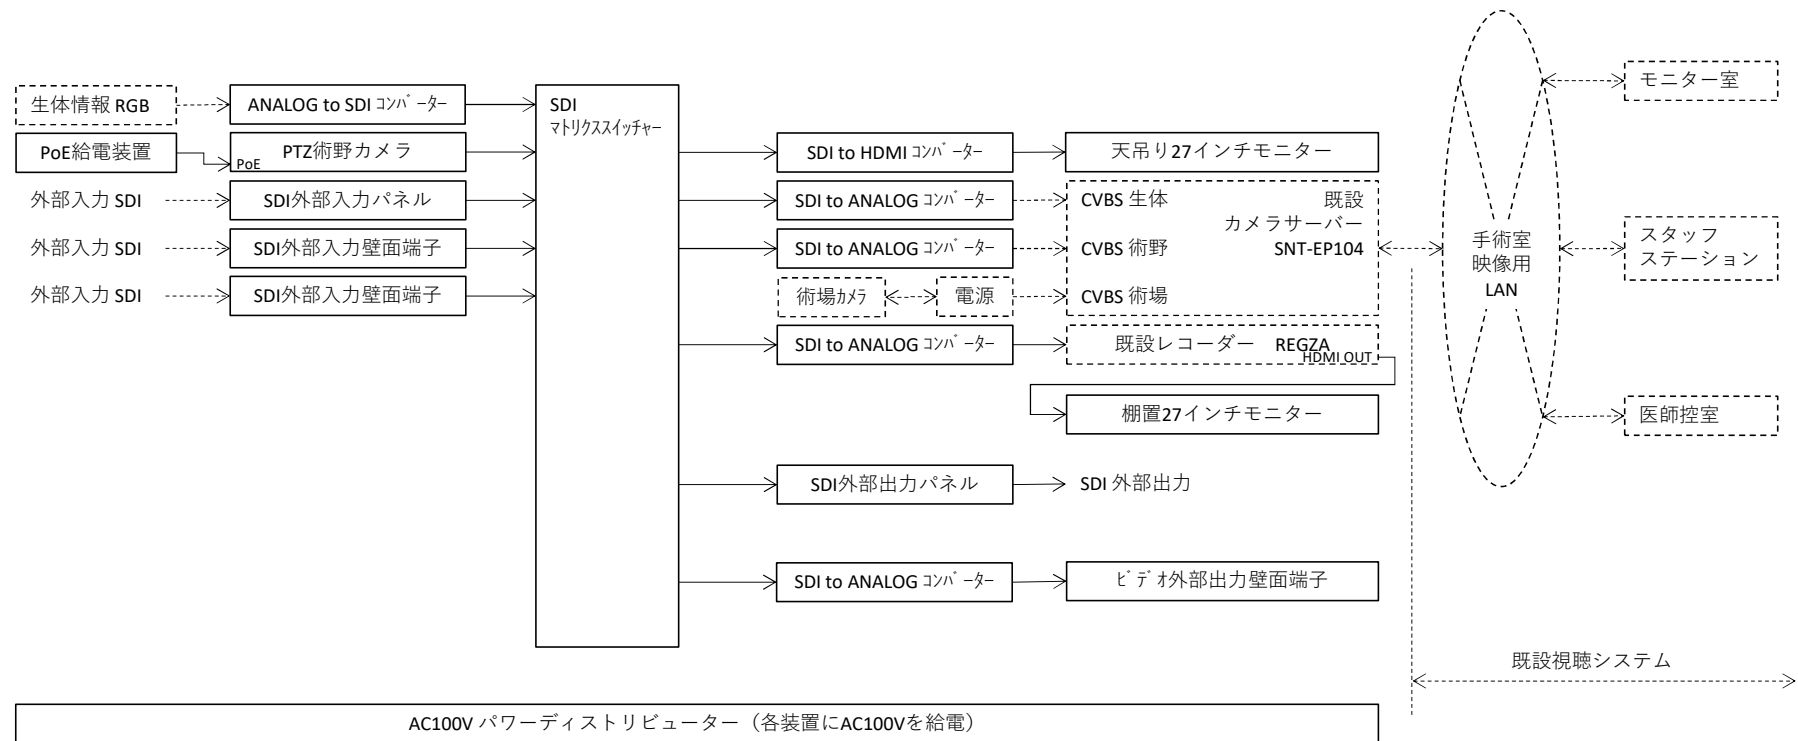 生体情報 RGB
ANALOG to SDI ｺﾝﾊﾞｰﾀｰ
SDI
ﾏﾄﾘｸｽｽｲｯﾁｬｰ
PoE給電装置
PoE
PTZ術野カメラ
外部入力 SDI
SDI外部入力パネル
外部入力 SDI
SDI外部入力壁面端子
外部入力 SDI
SDI外部入力壁面端子
SDI to HDMI ｺﾝﾊﾞｰﾀｰ
天吊り27インチモニター
SDI to ANALOG ｺﾝﾊﾞｰﾀｰ
CVBS 生体
既設
カメラサーバー
SNT-EP104
SDI to ANALOG ｺﾝﾊﾞｰﾀｰ
CVBS 術野
術場ｶﾒﾗ
電源
CVBS 術場
SDI to ANALOG ｺﾝﾊﾞｰﾀｰ
既設レコーダー REGZA
HDMI OUT
棚置27インチモニター
SDI外部出力パネル
SDI 外部出力
SDI to ANALOG ｺﾝﾊﾞｰﾀｰ
ﾋﾞﾃﾞｵ外部出力壁面端子
手術室
映像用
LAN
モニター室
スタッフ
ステーション
医師控室
既設視聴システム
AC100V パワーディストリビューター（各装置にAC100Vを給電）